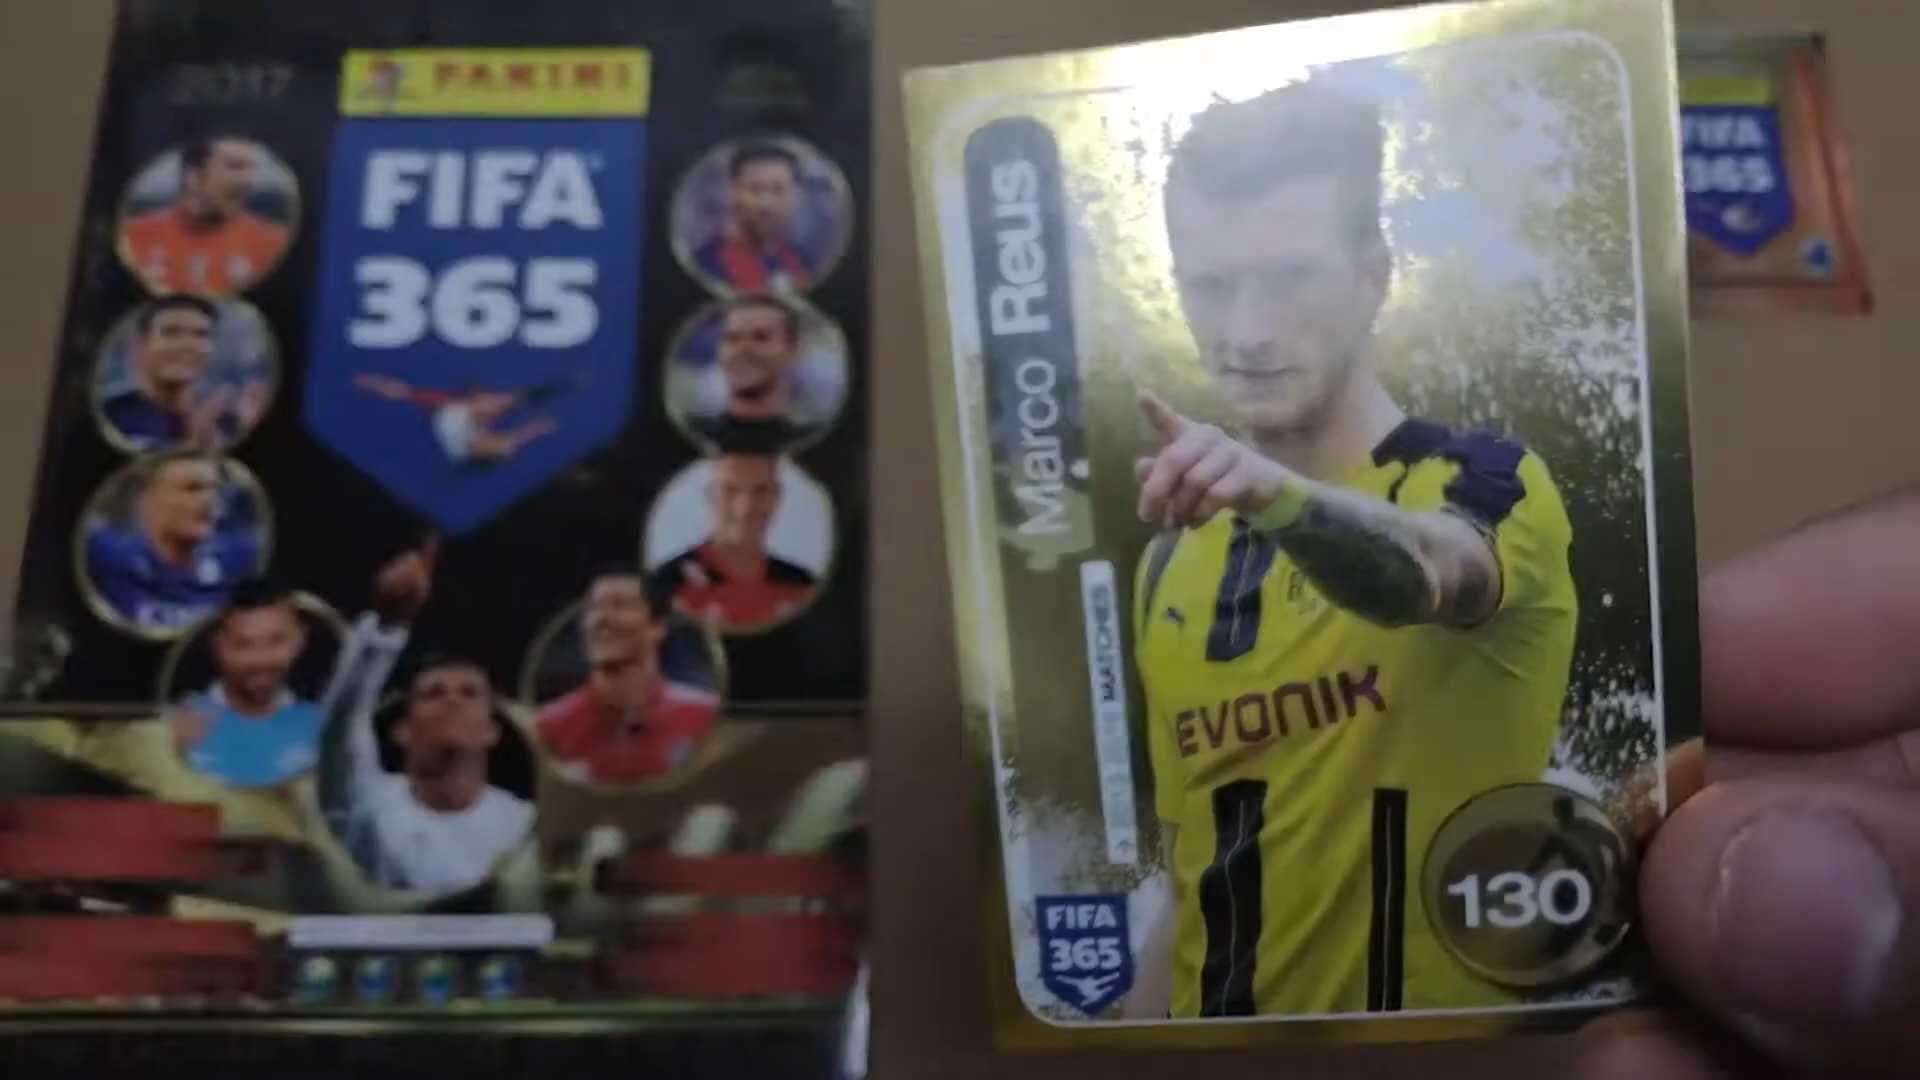 2017
PANINI
FIFA
365
Marco Reus
MATCHES
EVONIK
130
FIFA
365
FIFA
365